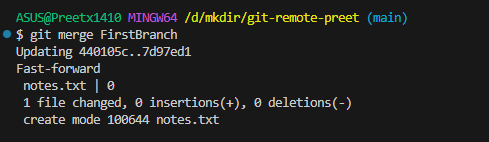 ASUS@Preetx1410 MINGW64 /d/mkdir/git-remote-preet (main)
$ git merge FirstBranch
Updating 440105c..7d97ed1
Fast-forward
 notes.txt | 0
 1 file changed, 0 insertions(+), 0 deletions(-)
 create mode 100644 notes.txt